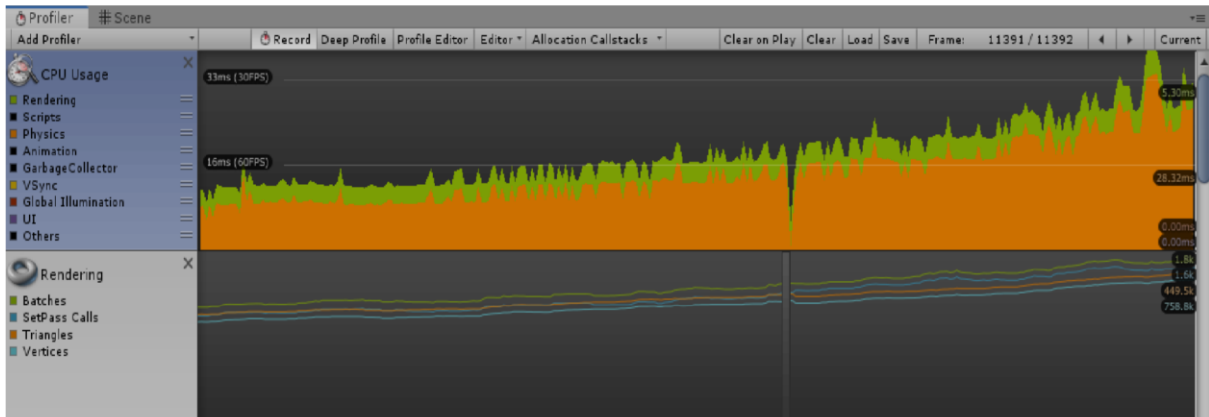 Profiler Scene
Add Profiler Record Deep Profile Profile Editor Editor Allocation Callstacks Clear on Play Clear Load Save Frame: 11391 / 11392 Current
CPU Usage
Rendering
Scripts
Physics
Animation
GarbageCollector
VSync
Global Illumination
UI
Others
33ms (30FPS)
16ms (60FPS)
5.30ms
28.32ms
0.00ms
0.00ms
Rendering
Batches
SetPass Calls
Triangles
Vertices
1.8k
1.6k
449.5k
758.8k